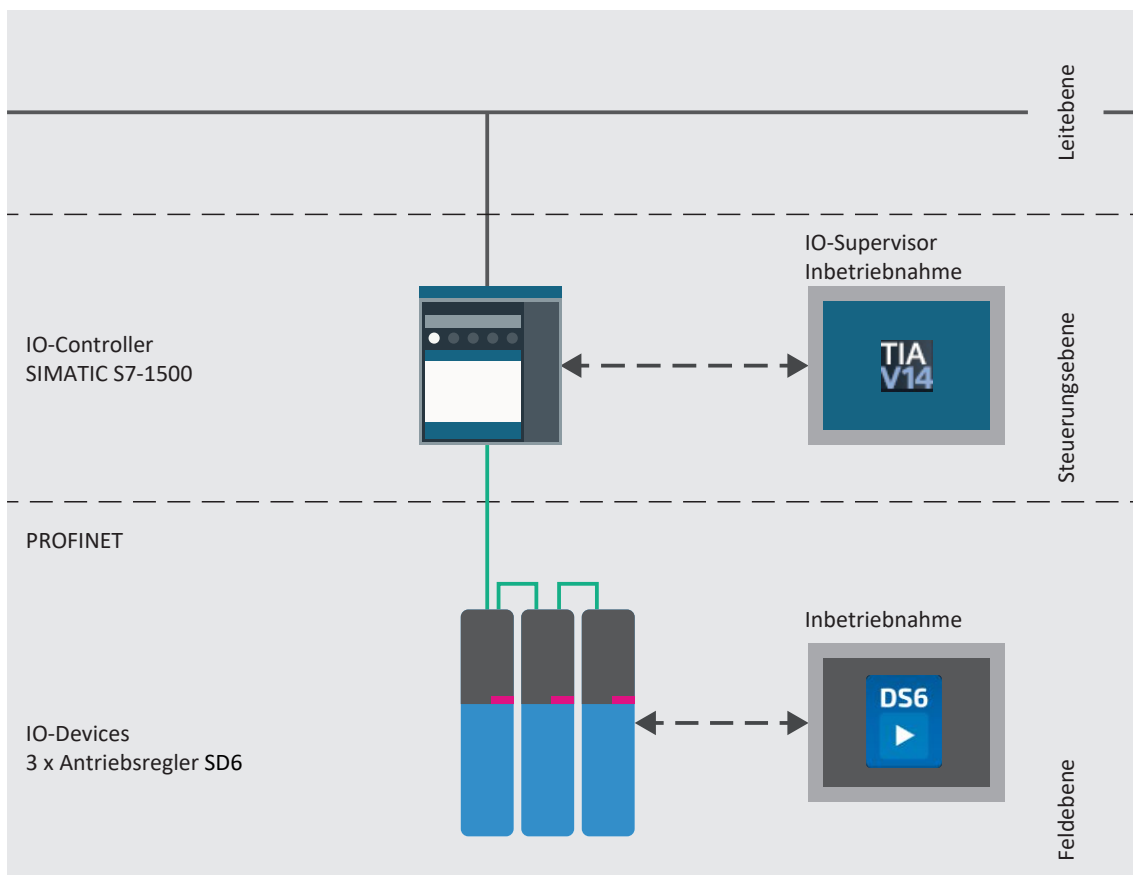 Leitebene
IO-Supervisor
Inbetriebnahme
IO-Controller
SIMATIC S7-1500
TIA
V14
Steuerungsebene
PROFINET
Inbetriebnahme
DS6
IO-Devices
3 x Antriebsregler SD6
Feldebene